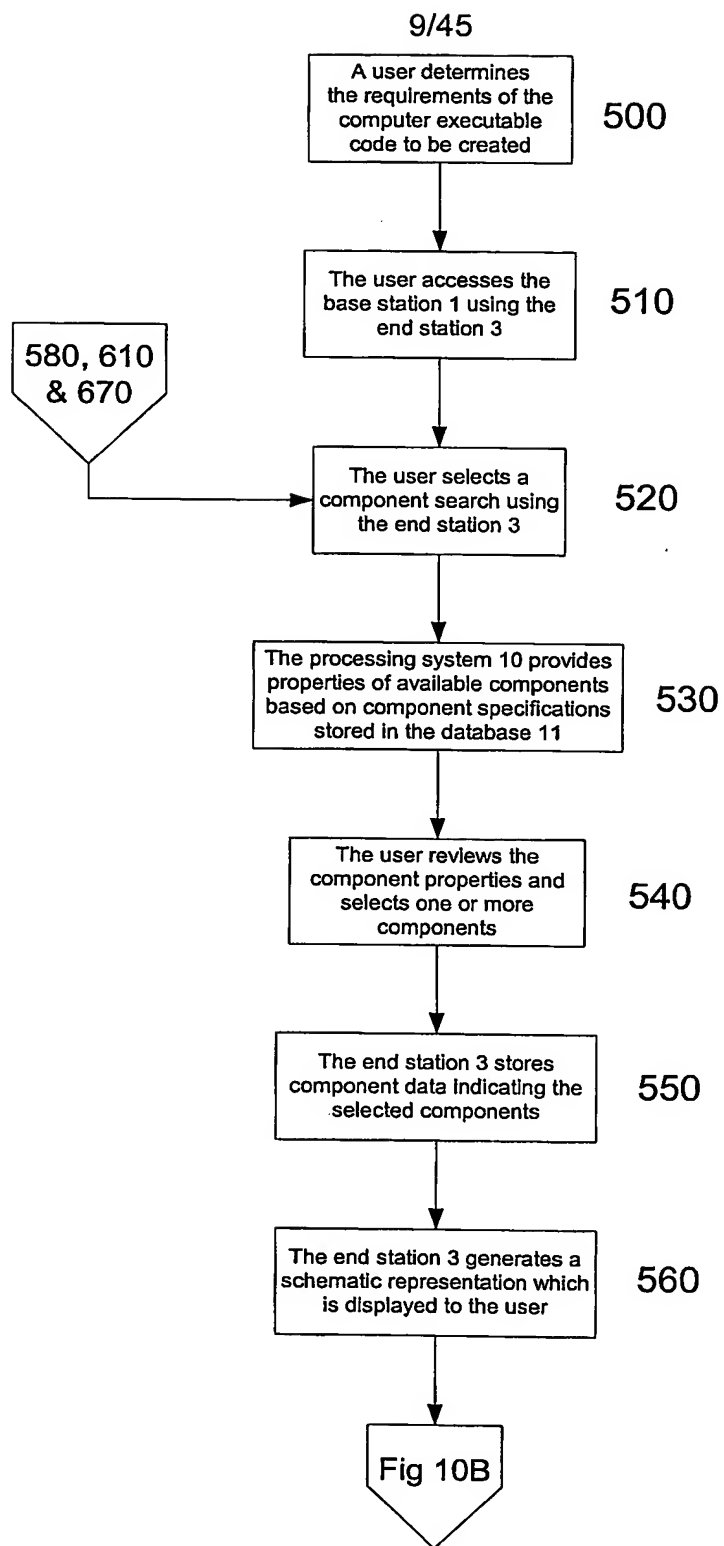 9/45
A user determines
the requirements of the
computer executable
code to be created
500
The user accesses the
base station 1 using the
end station 3
510
580, 610
& 670
The user selects a
component search using
the end station 3
520
The processing system 10 provides
properties of available components
based on component specifications
stored in the database 11
530
The user reviews the
component properties and
selects one or more
components
540
The end station 3 stores
component data indicating the
selected components
550
The end station 3 generates a
schematic representation which
is displayed to the user
560
Fig 10B